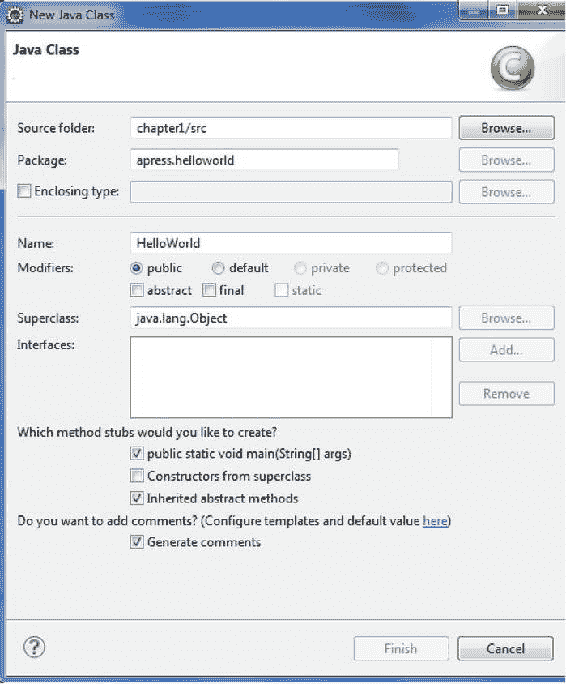 New Java Class
Java Class
Source folder: chapter1/src Browse...
Package: apress.helloworld Browse...
Enclosing type: Browse...
Name: HelloWorld
Modifiers: public default private protected
abstract final static
Superclass: java.lang.Object Browse...
Interfaces: Add...
Remove
Which method stubs would you like to create?
public static void main(String[] args)
Constructors from superclass
Inherited abstract methods
Do you want to add comments? (Configure templates and default value here)
Generate comments
? Finish Cancel